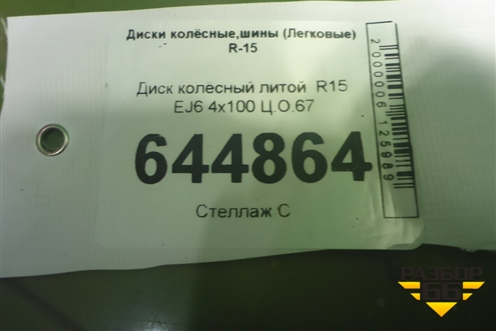 Диски колёсные,шины (Легковые)
R-15
Диск колёсный литой R15
EJ6 4x100 Ц.О.67
644864
Стеллаж С
2000006125989
РАЗБОР
66